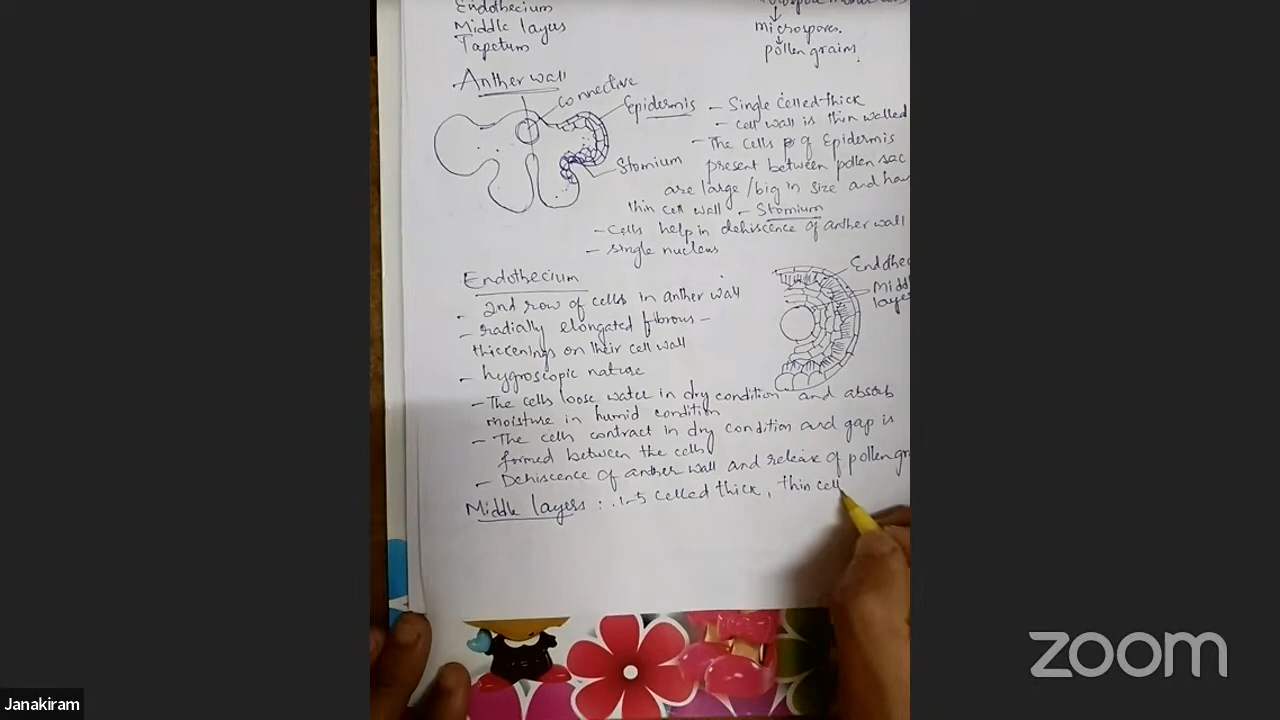 Endothecium
Middle layers
Tapetum
microspores.
pollen grains
Anther wall
Connective
Epidermis - Single celled thick
- cell wall is thin walled
Stomium
- The cells of Epidermis
present between pollen sac
are large / big in size and
thin cell wall - Stomium
- Cells help in dehiscence of anther wall
- single nucleus
Endothecium
- 2nd row of cells in anther wall
- radially elongated fibrous -
thickenings on their cell wall
- hygroscopic nature
Endothec
Midd
layer
- The cells loose water in dry condition and absorb
moisture in humid condition
- The cells contract in dry condition and gap is
formed between the cells
- Dehiscence of anther wall and release of pollen gr
Middle layers : . 1-5 celled thick, thin cell
zoom
Janakiram